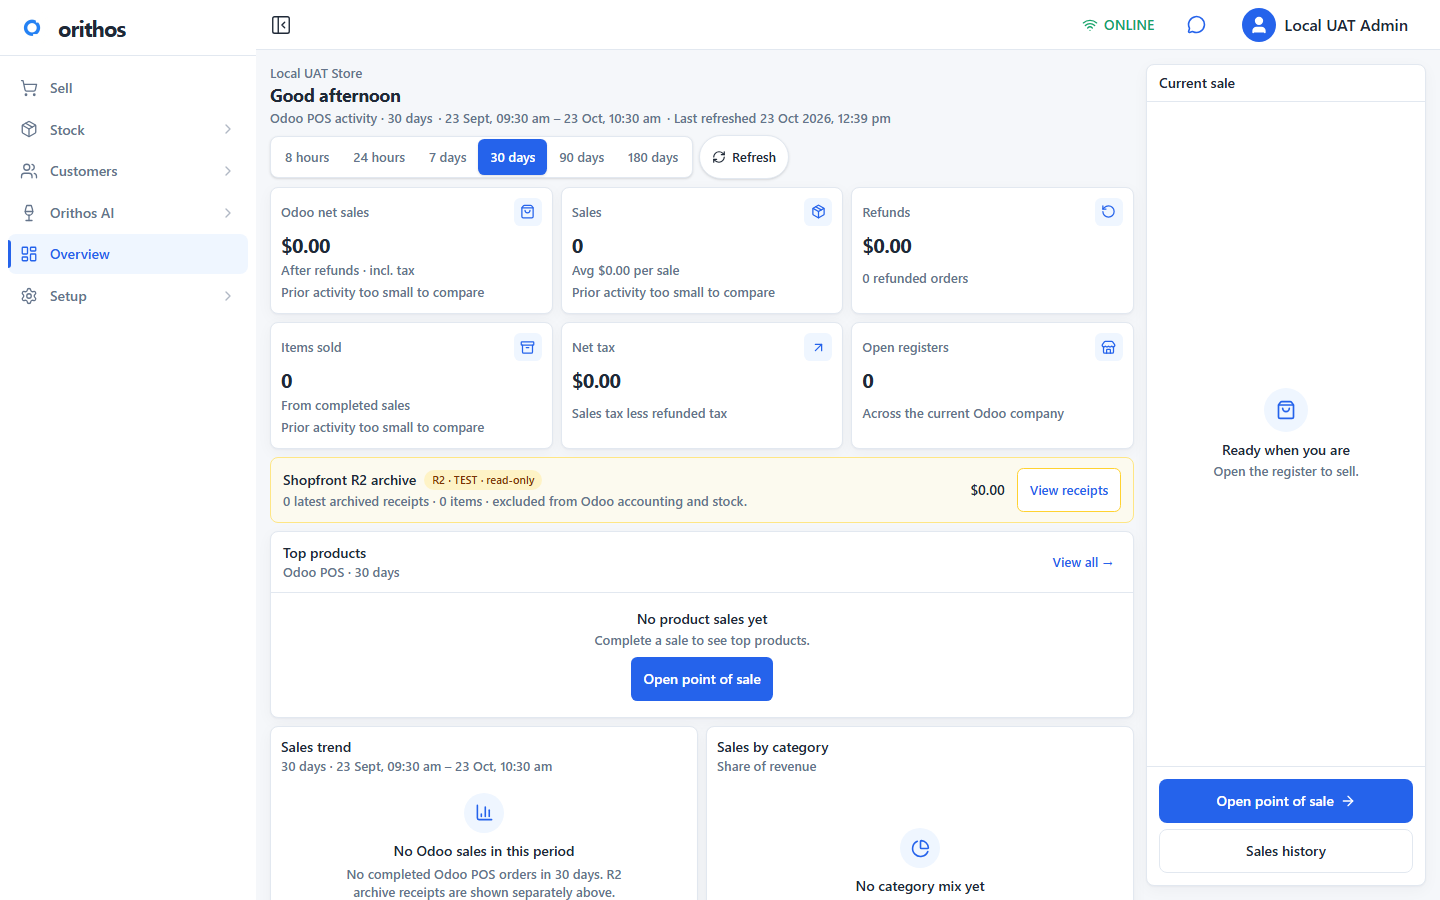 orithos
ONLINE
Local UAT Admin
Sell
Stock
Customers
Orithos AI
Overview
Setup
Local UAT Store
Good afternoon
Odoo POS activity · 30 days · 23 Sept, 09:30 am – 23 Oct, 10:30 am · Last refreshed 23 Oct 2026, 12:39 pm
8 hours 24 hours 7 days 30 days 90 days 180 days Refresh
Odoo net sales
$0.00
After refunds · incl. tax
Prior activity too small to compare
Sales
0
Avg $0.00 per sale
Prior activity too small to compare
Refunds
$0.00
0 refunded orders
Items sold
0
From completed sales
Prior activity too small to compare
Net tax
$0.00
Sales tax less refunded tax
Open registers
0
Across the current Odoo company
Shopfront R2 archive R2 · TEST · read-only
0 latest archived receipts · 0 items · excluded from Odoo accounting and stock.
$0.00 View receipts
Top products
Odoo POS · 30 days
View all →
No product sales yet
Complete a sale to see top products.
Open point of sale
Sales trend
30 days · 23 Sept, 09:30 am – 23 Oct, 10:30 am
No Odoo sales in this period
No completed Odoo POS orders in 30 days. R2
archive receipts are shown separately above.
Sales by category
Share of revenue
No category mix yet
Current sale
Ready when you are
Open the register to sell.
Open point of sale →
Sales history